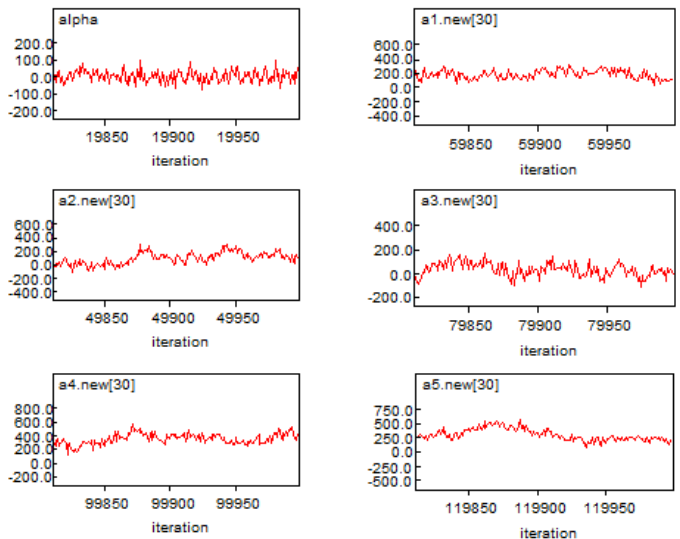 alpha
200.0
100.0
0.0
-100.0
-200.0
19850 19900 19950
iteration
a1.new[30]
600.0
400.0
200.0
0.0
-200.0
-400.0
59850 59900 59950
iteration
a2.new[30]
600.0
400.0
200.0
0.0
-200.0
-400.0
49850 49900 49950
iteration
a3.new[30]
400.0
200.0
0.0
-200.0
79850 79900 79950
iteration
a4.new[30]
800.0
600.0
400.0
200.0
0.0
-200.0
99850 99900 99950
iteration
a5.new[30]
750.0
500.0
250.0
0.0
-250.0
-500.0
119850 119900 119950
iteration